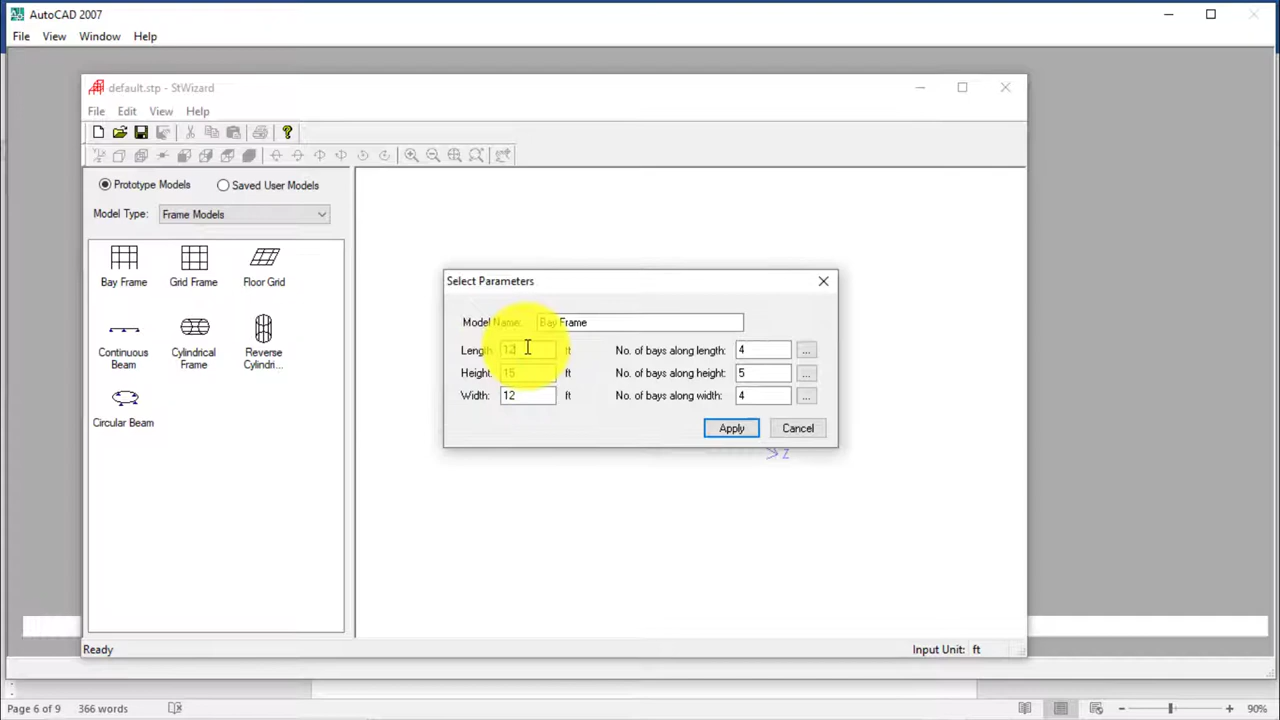 AutoCAD 2007
File View Window Help
default.stp - StWizard
File Edit View Help
Prototype Models Saved User Models
Model Type: Frame Models
Bay Frame Grid Frame Floor Grid
Continuous Beam Cylindrical Frame Reverse Cylindri...
Circular Beam
Select Parameters
Model Name: Bay Frame
Length: 12 ft No. of bays along length: 4 ...
Height: 15 ft No. of bays along height: 5 ...
Width: 12 ft No. of bays along width: 4 ...
Apply Cancel
Z
Ready Input Unit: ft
Page 6 of 9 366 words 90%